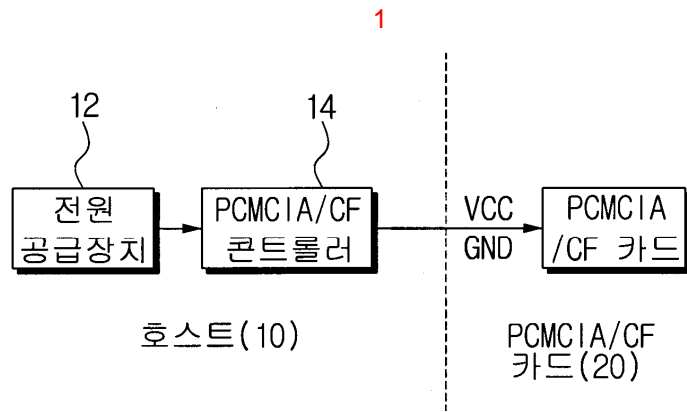 1
12
14
전원
공급장치
PCMCIA/CF
콘트롤러
VCC
GND
PCMCIA
/CF 카드
호스트(10)
PCMCIA/CF
카드(20)